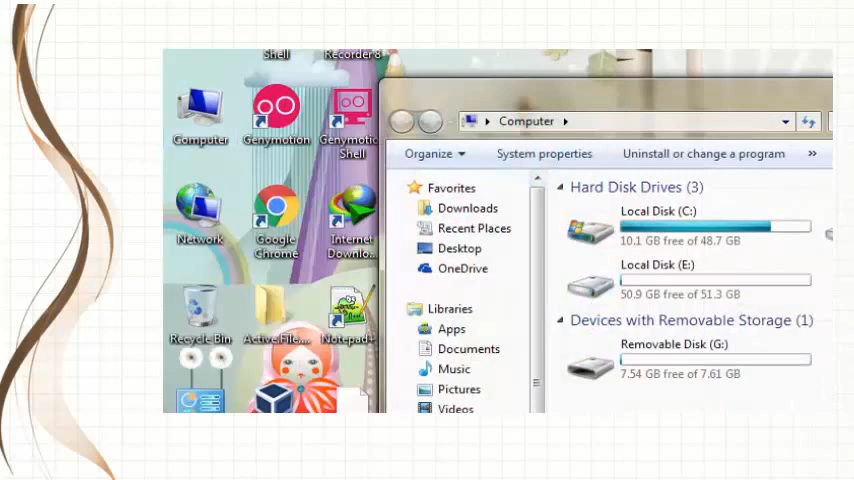 Shell
Recorder 8
Computer
Genymotion
Genymotion
Shell
Network
Google
Chrome
Internet
Downlo...
Recycle Bin
Active.File....
Notepad+
Computer
Organize
System properties
Uninstall or change a program
»
Favorites
Downloads
Recent Places
Desktop
OneDrive
Libraries
Apps
Documents
Music
Pictures
Videos
Hard Disk Drives (3)
Local Disk (C:)
10.1 GB free of 48.7 GB
Local Disk (E:)
50.9 GB free of 51.3 GB
Devices with Removable Storage (1)
Removable Disk (G:)
7.54 GB free of 7.61 GB